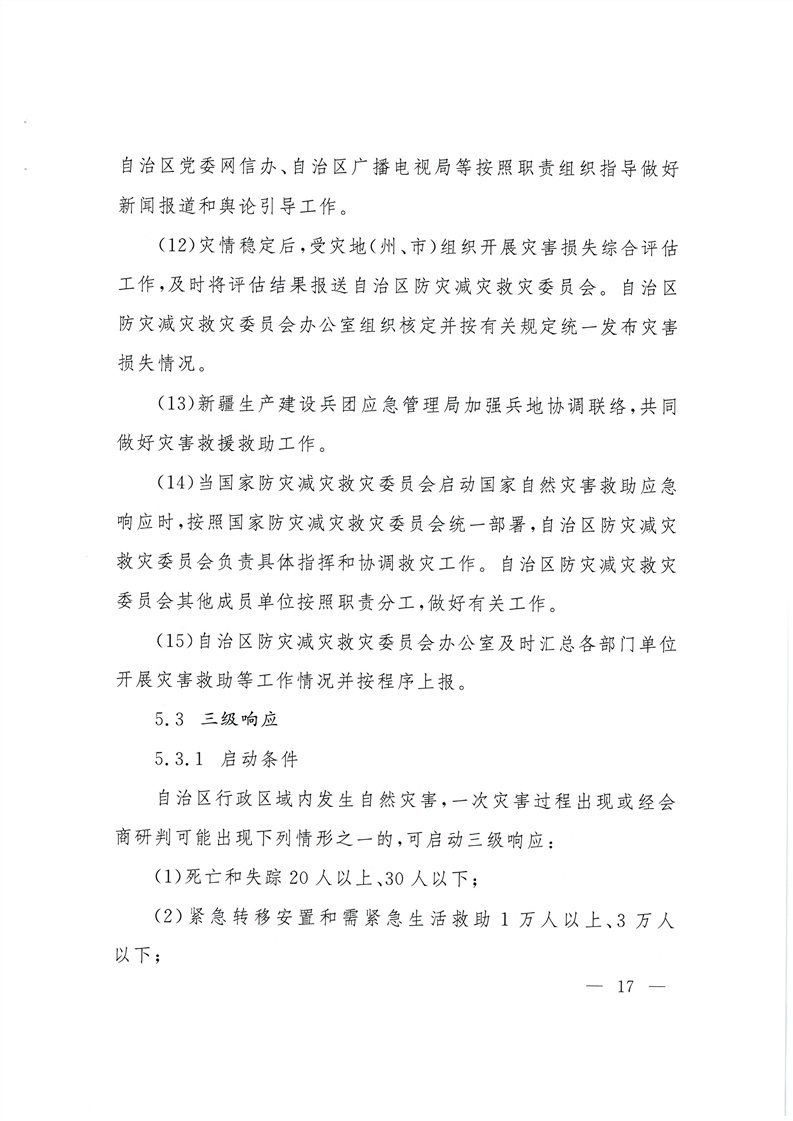 自治区党委网信办、自治区广播电视局等按照职责组织指导做好
新闻报道和舆论引导工作。
(12)灾情稳定后,受灾地(州、市)组织开展灾害损失综合评估
工作,及时将评估结果报送自治区防灾减灾救灾委员会。自治区
防灾减灾救灾委员会办公室组织核定并按有关规定统一发布灾害
损失情况。
(13)新疆生产建设兵团应急管理局加强兵地协调联络,共同
做好灾害救援救助工作。
(14)当国家防灾减灾救灾委员会启动国家自然灾害救助应急
响应时,按照国家防灾减灾救灾委员会统一部署,自治区防灾减灾
救灾委员会负责具体指挥和协调救灾工作。自治区防灾减灾救灾
委员会其他成员单位按照职责分工,做好有关工作。
(15)自治区防灾减灾救灾委员会办公室及时汇总各部门单位
开展灾害救助等工作情况并按程序上报。
5.3 三级响应
5.3.1 启动条件
自治区行政区域内发生自然灾害,一次灾害过程出现或经会
商研判可能出现下列情形之一的,可启动三级响应:
(1)死亡和失踪20人以上、30人以下;
(2)紧急转移安置和需紧急生活救助1万人以上、3万人
以下;
— 17 —